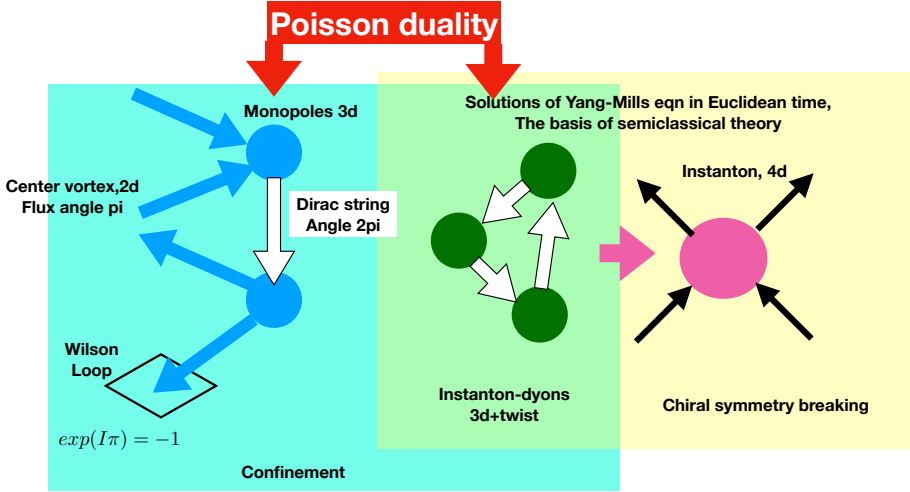 Poisson duality
Monopoles 3d
Solutions of Yang-Mills eqn in Euclidean time,
The basis of semiclassical theory
Center vortex,2d
Flux angle pi
Dirac string
Angle 2pi
Instanton, 4d
Wilson
Loop
exp(Iπ) = −1
Instanton-dyons
3d+twist
Chiral symmetry breaking
Confinement